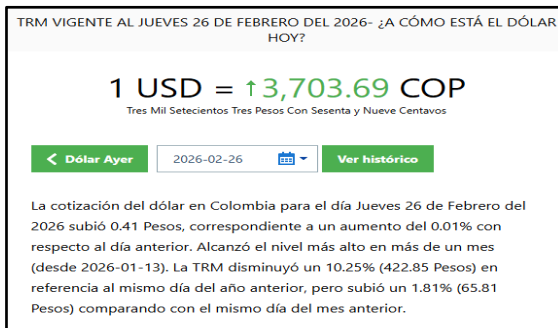 TRM VIGENTE AL JUEVES 26 DE FEBRERO DEL 2026- ¿A CÓMO ESTÁ EL DÓLAR
HOY?
1 USD = ↑3,703.69 COP
Tres Mil Setecientos Tres Pesos Con Sesenta y Nueve Centavos
Dólar Ayer 2026-02-26 Ver histórico
La cotización del dólar en Colombia para el día Jueves 26 de Febrero del
2026 subió 0.41 Pesos, correspondiente a un aumento del 0.01% con
respecto al día anterior. Alcanzó el nivel más alto en más de un mes
(desde 2026-01-13). La TRM disminuyó un 10.25% (422.85 Pesos) en
referencia al mismo día del año anterior, pero subió un 1.81% (65.81
Pesos) comparando con el mismo día del mes anterior.